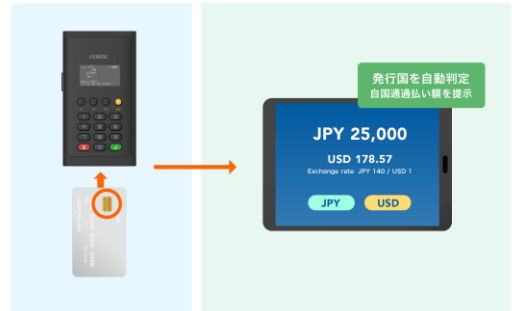 発行国を自動判定
自国通過払い額を提示
JPY 25,000
USD 178.57
Exchange rate JPY 140 / USD 1
JPY
USD